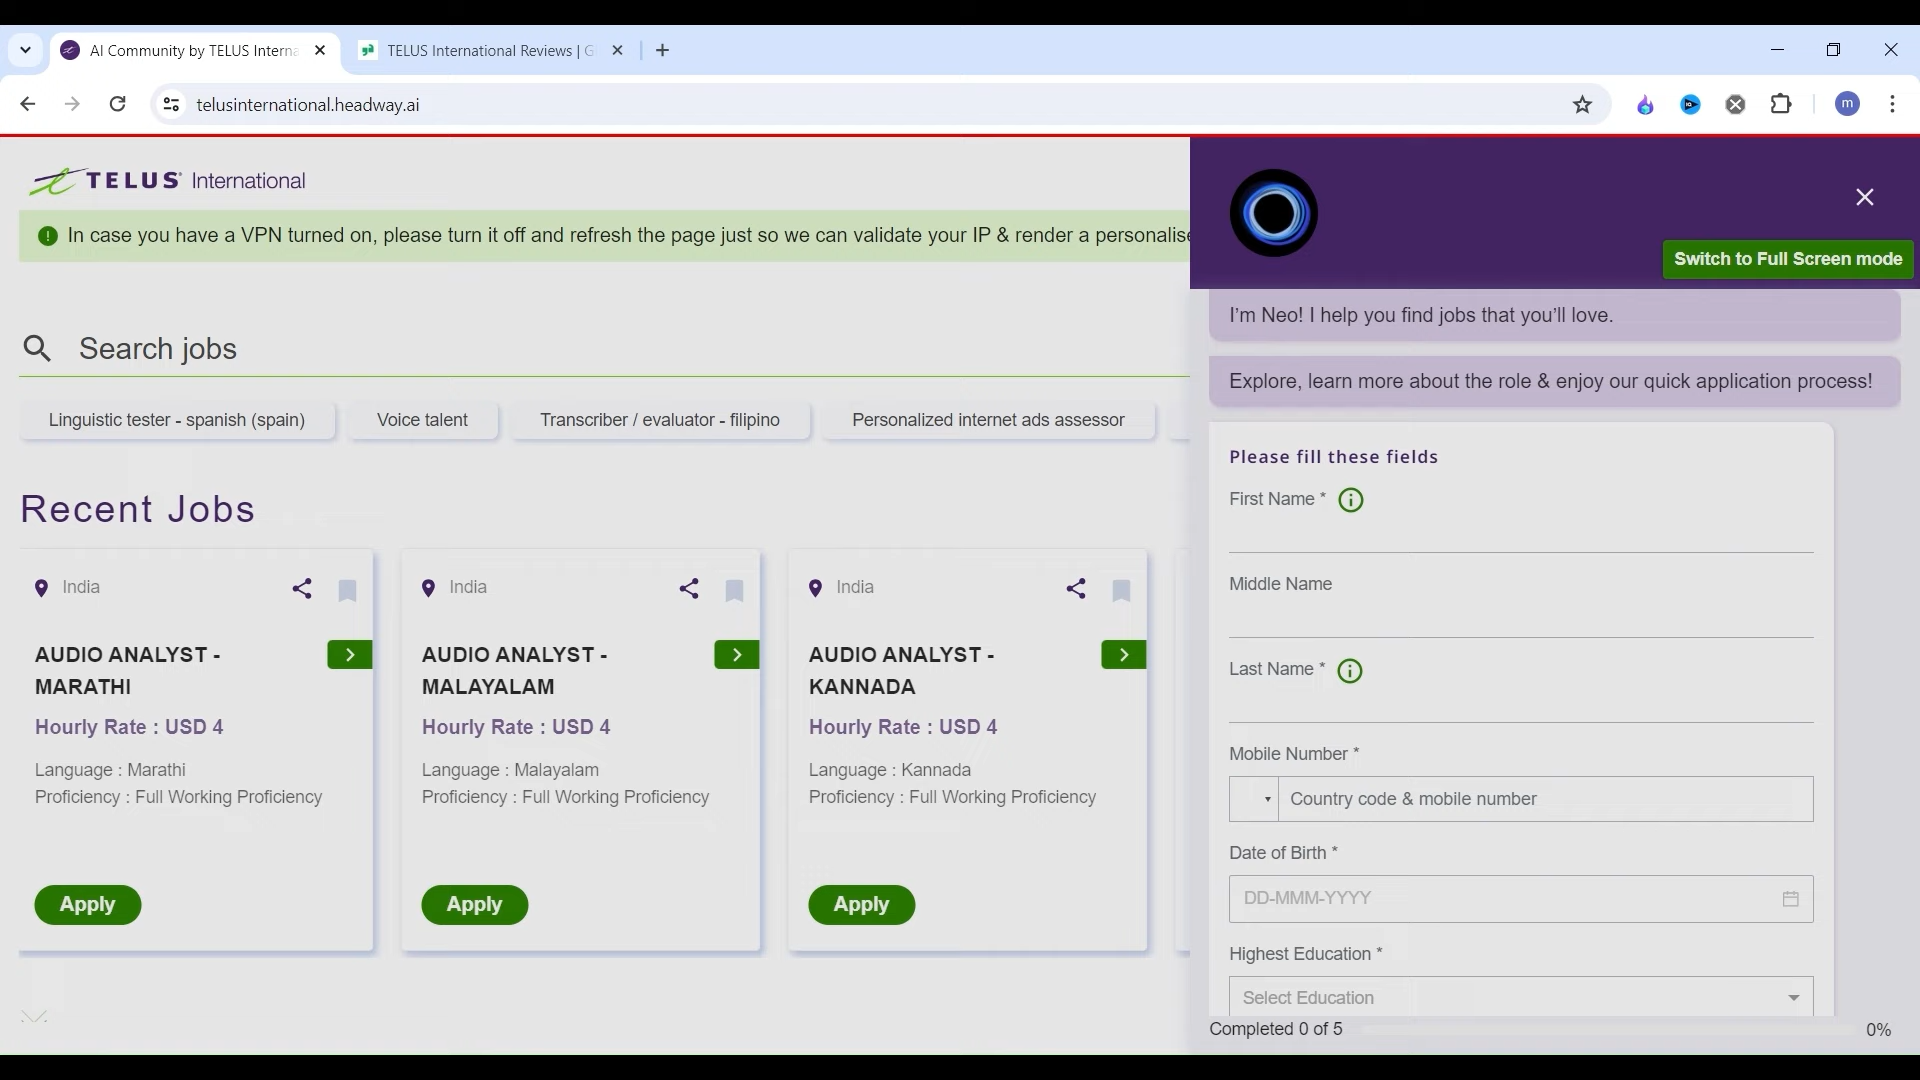 AI Community by TELUS Interna
TELUS International Reviews | G
telusinternational.headway.ai
m
TELUS International
In case you have a VPN turned on, please turn it off and refresh the page just so we can validate your IP & render a personalise
Search jobs
Linguistic tester - spanish (spain)
Voice talent
Transcriber / evaluator - filipino
Personalized internet ads assessor
Recent Jobs
India
AUDIO ANALYST -
MARATHI
Hourly Rate : USD 4
Language : Marathi
Proficiency : Full Working Proficiency
Apply
India
AUDIO ANALYST -
MALAYALAM
Hourly Rate : USD 4
Language : Malayalam
Proficiency : Full Working Proficiency
Apply
India
AUDIO ANALYST -
KANNADA
Hourly Rate : USD 4
Language : Kannada
Proficiency : Full Working Proficiency
Apply
Switch to Full Screen mode
I'm Neo! I help you find jobs that you'll love.
Explore, learn more about the role & enjoy our quick application process!
Please fill these fields
First Name *
Middle Name
Last Name *
Mobile Number *
Country code & mobile number
Date of Birth *
DD-MMM-YYYY
Highest Education *
Select Education
Completed 0 of 5
0%